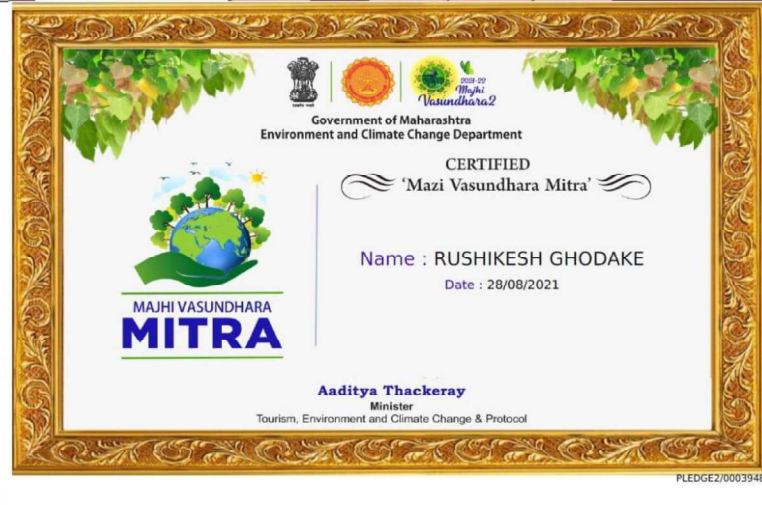 2021-22
Majhi
Vasundhara2
Government of Maharashtra
Environment and Climate Change Department
CERTIFIED
'Mazi Vasundhara Mitra'
Name : RUSHIKESH GHODAKE
Date : 28/08/2021
MAJHI VASUNDHARA
MITRA
Aaditya Thackeray
Minister
Tourism, Environment and Climate Change & Protocol
PLEDGE2/0003948